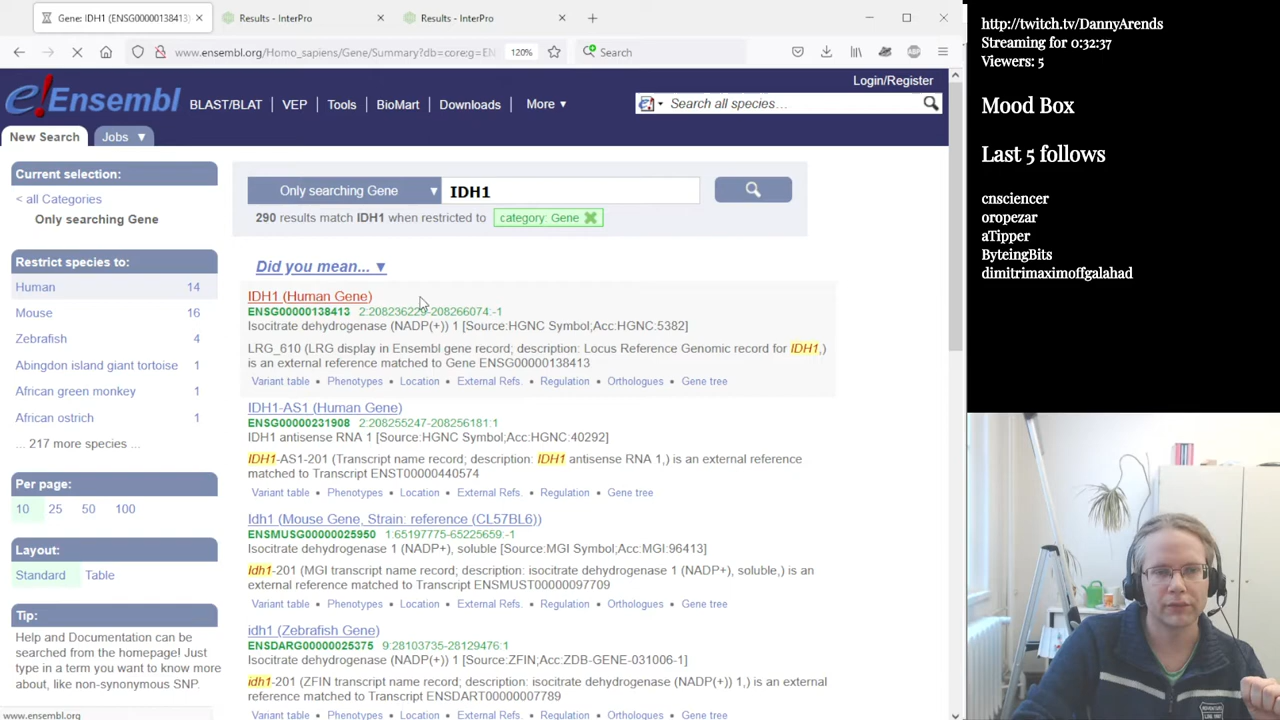 Gene: IDH1 (ENSG00000138413)
Results - InterPro
Results - InterPro
www.ensembl.org/Homo_sapiens/Gene/Summary?db=core;g=EN
120%
Search
ABP
Login/Register
e!Ensembl
BLAST/BLAT
VEP
Tools
BioMart
Downloads
More ▼
Search all species…
New Search
Jobs ▼
Current selection:
< all Categories
Only searching Gene
Restrict species to:
Human 14
Mouse 16
Zebrafish 4
Abingdon island giant tortoise 1
African green monkey 1
African ostrich 1
... 217 more species ...
Per page:
10 25 50 100
Layout:
Standard Table
Tip:
Help and Documentation can be
searched from the homepage! Just
type in a term you want to know more
about, like non-synonymous SNP.
Only searching Gene ▼
IDH1
290 results match IDH1 when restricted to category: Gene
Did you mean... ▼
IDH1 (Human Gene)
ENSG00000138413 2:208236229-208266074:-1
Isocitrate dehydrogenase (NADP(+)) 1 [Source:HGNC Symbol;Acc:HGNC:5382]
LRG_610 (LRG display in Ensembl gene record; description: Locus Reference Genomic record for IDH1,)
is an external reference matched to Gene ENSG00000138413
Variant table • Phenotypes • Location • External Refs. • Regulation • Orthologues • Gene tree
IDH1-AS1 (Human Gene)
ENSG00000231908 2:208255247-208256181:1
IDH1 antisense RNA 1 [Source:HGNC Symbol;Acc:HGNC:40292]
IDH1-AS1-201 (Transcript name record; description: IDH1 antisense RNA 1,) is an external reference
matched to Transcript ENST00000440574
Variant table • Phenotypes • Location • External Refs. • Regulation • Gene tree
Idh1 (Mouse Gene, Strain: reference (CL57BL6))
ENSMUSG00000025950 1:65197775-65225659:-1
Isocitrate dehydrogenase 1 (NADP+), soluble [Source:MGI Symbol;Acc:MGI:96413]
Idh1-201 (MGI transcript name record; description: isocitrate dehydrogenase 1 (NADP+), soluble,) is an
external reference matched to Transcript ENSMUST00000097709
Variant table • Phenotypes • Location • External Refs. • Regulation • Orthologues • Gene tree
idh1 (Zebrafish Gene)
ENSDARG00000025375 9:28103735-28129476:1
Isocitrate dehydrogenase (NADP(+)) 1 [Source:ZFIN;Acc:ZDB-GENE-031006-1]
idh1-201 (ZFIN transcript name record; description: isocitrate dehydrogenase (NADP(+)) 1,) is an external
reference matched to Transcript ENSDART00000007789
Variant table • Phenotypes • Location • External Refs. • Regulation • Orthologues • Gene tree
www.ensembl.org
http://twitch.tv/DannyArends
Streaming for 0:32:37
Viewers: 5
Mood Box
Last 5 follows
cnsciencer
oropezar
aTipper
ByteingBits
dimitrimaximoffgalahad